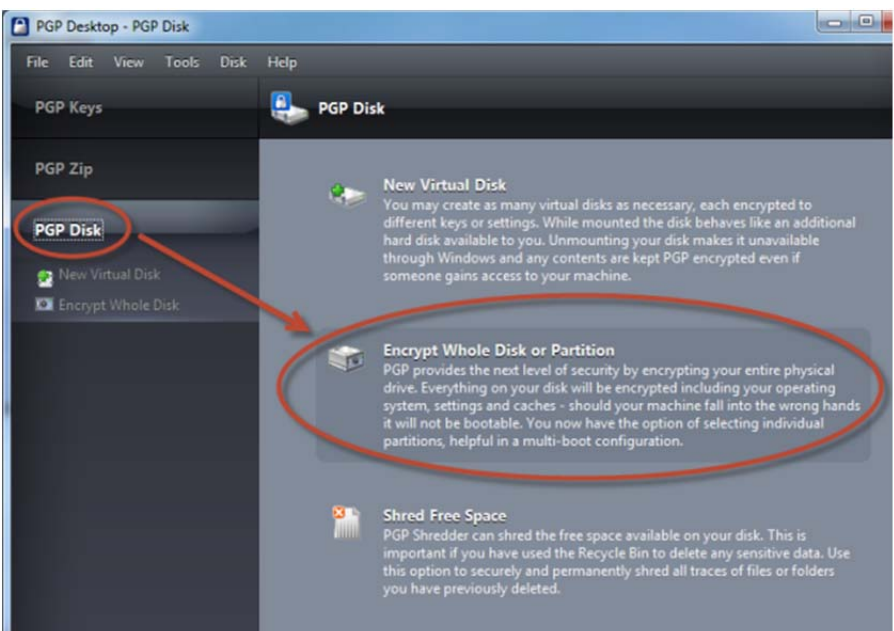 PGP Desktop - PGP Disk
File Edit View Tools Disk Help
PGP Keys
PGP Zip
PGP Disk
New Virtual Disk
Encrypt Whole Disk
PGP Disk
New Virtual Disk
You may create as many virtual disks as necessary, each encrypted to
different keys or settings. While mounted the disk behaves like an additional
hard disk available to you. Unmounting your disk makes it unavailable
through Windows and any contents are kept PGP encrypted even if
someone gains access to your machine.
Encrypt Whole Disk or Partition
PGP provides the next level of security by encrypting your entire physical
drive. Everything on your disk will be encrypted including your operating
system, settings and caches - should your machine fall into the wrong hands
it will not be bootable. You now have the option of selecting individual
partitions, helpful in a multi-boot configuration.
Shred Free Space
PGP Shredder can shred the free space available on your disk. This is
important if you have used the Recycle Bin to delete any sensitive data. Use
this option to securely and permanently shred all traces of files or folders
you have previously deleted.